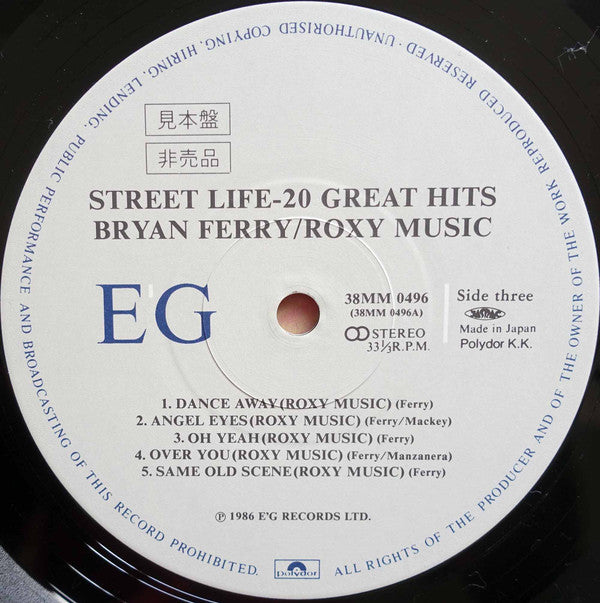 見本盤
非売品
STREET LIFE-20 GREAT HITS
BRYAN FERRY/ROXY MUSIC
E'G
38MM 0496
(38MM 0496A)
STEREO
33 1/3 R.P.M.
Side three
Made in Japan
Polydor K.K.
1. DANCE AWAY(ROXY MUSIC) (Ferry)
2. ANGEL EYES(ROXY MUSIC) (Ferry/Mackey)
3. OH YEAH(ROXY MUSIC) (Ferry)
4. OVER YOU(ROXY MUSIC) (Ferry/Manzanera)
5. SAME OLD SCENE(ROXY MUSIC) (Ferry)
Ⓟ 1986 E'G RECORDS LTD.
polydor
ALL RIGHTS OF THE PRODUCER AND OF THE OWNER OF THE WORK REPRODUCED RESERVED · UNAUTHORISED COPYING, HIRING, LENDING, PUBLIC PERFORMANCE AND BROADCASTING OF THIS RECORD PROHIBITED.